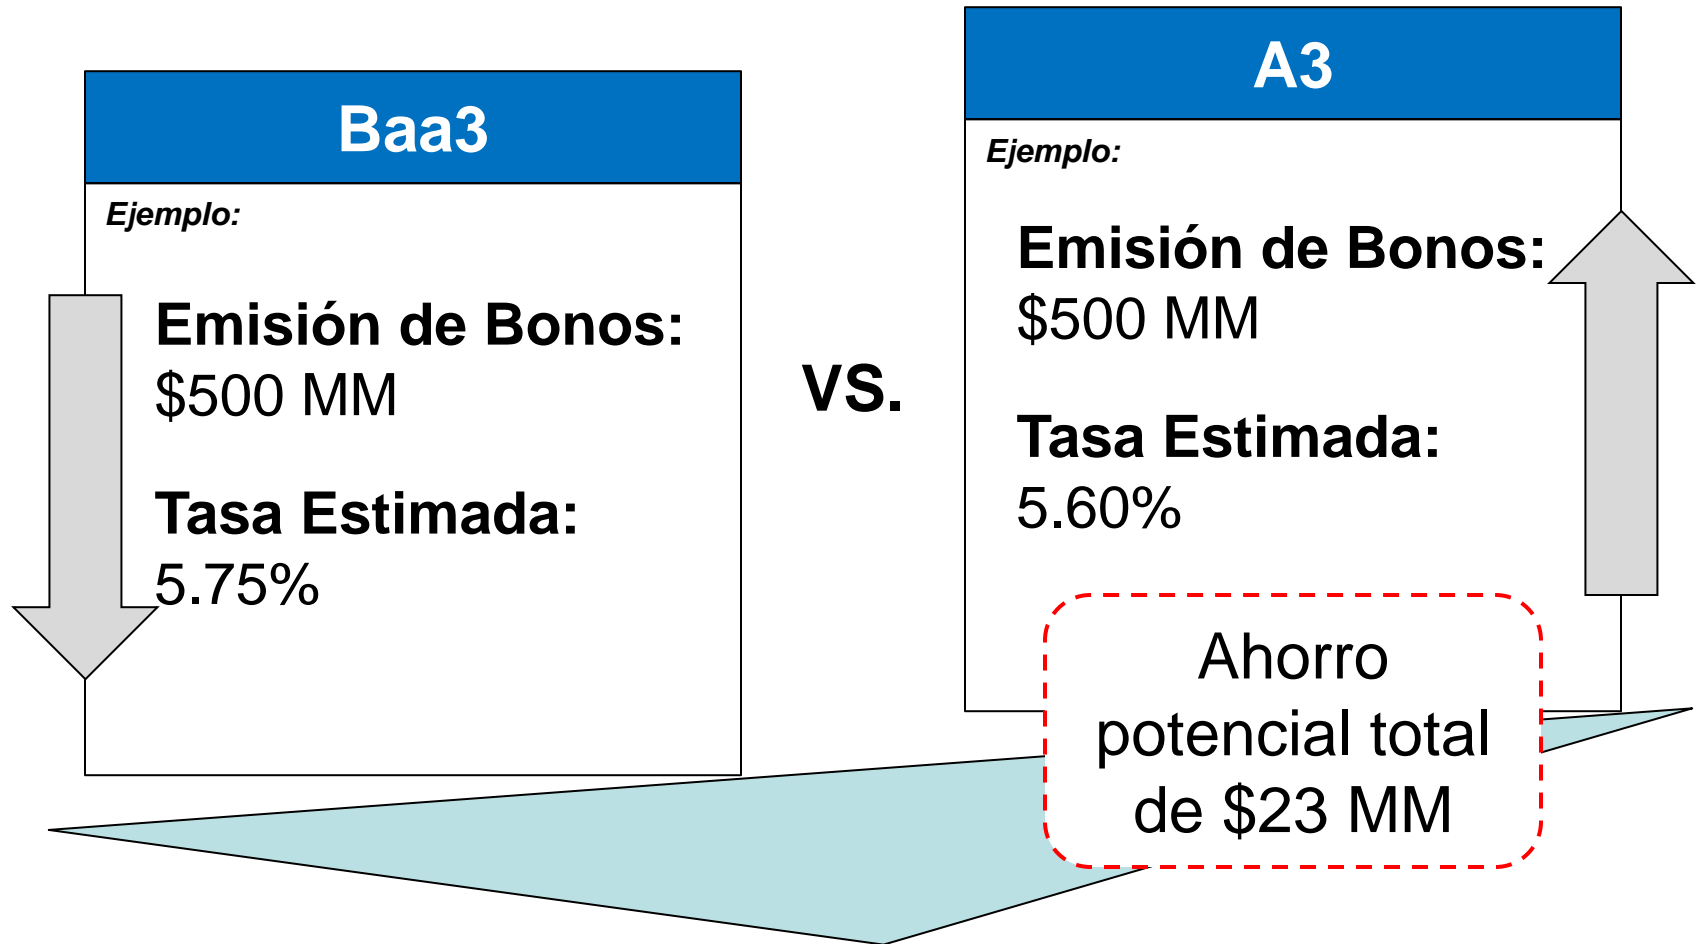 Baa3
Ejemplo:
Emisión de Bonos:
$500 MM
Tasa Estimada:
5.75%
VS.
A3
Ejemplo:
Emisión de Bonos:
$500 MM
Tasa Estimada:
5.60%
Ahorro
potencial total
de $23 MM